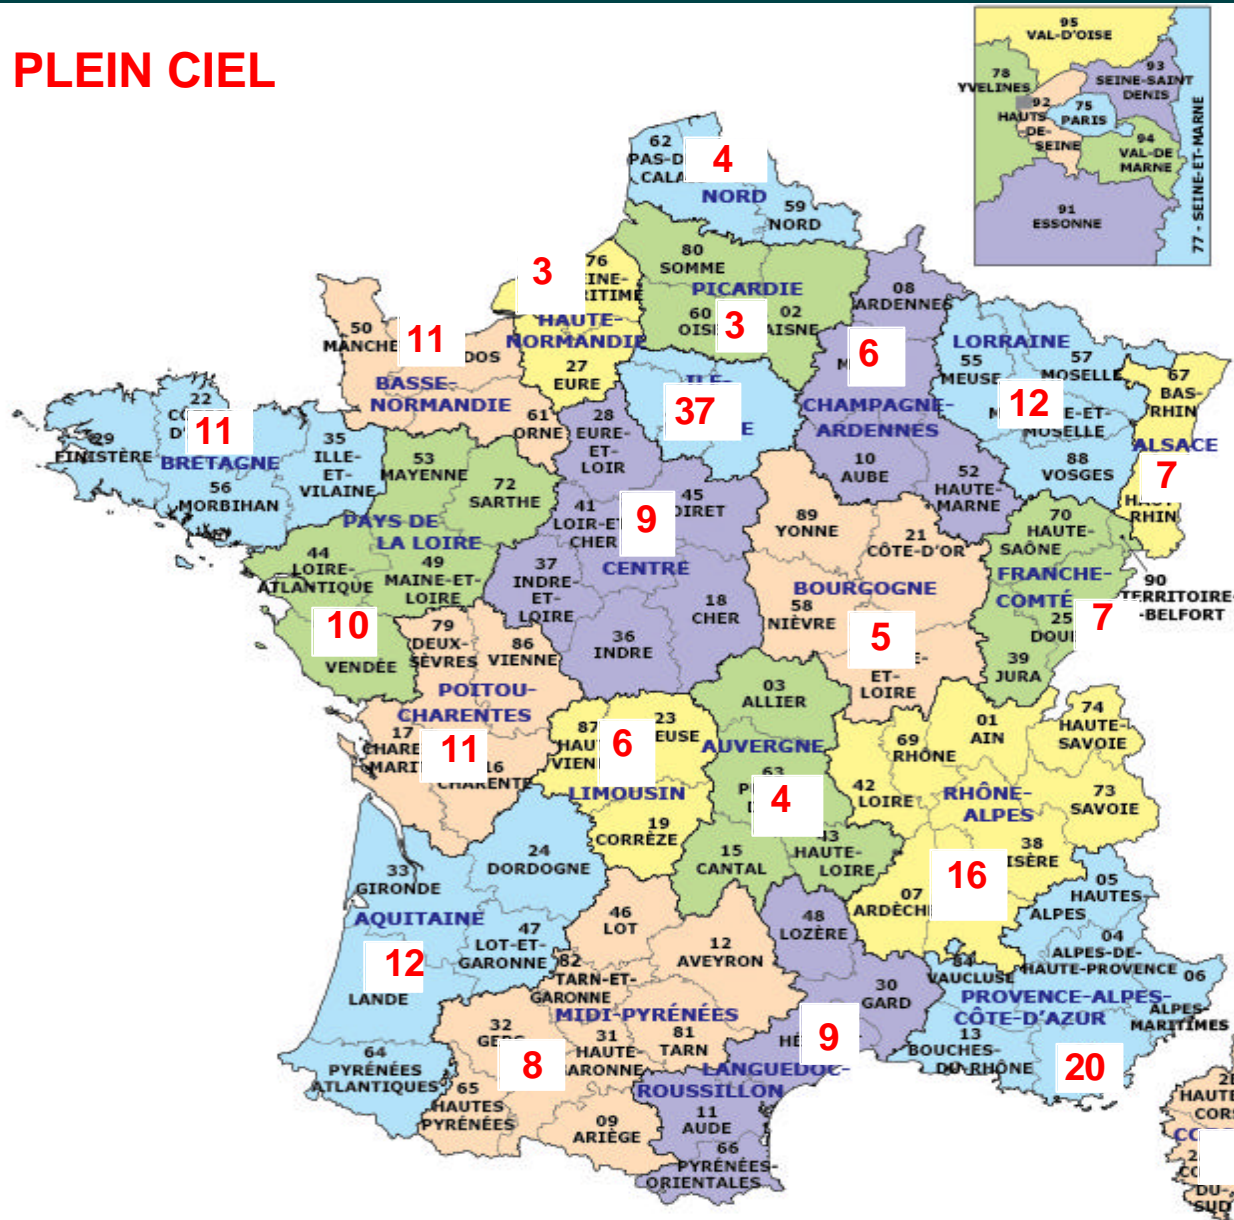 PLEIN CIEL
95
VAL-D'OISE
78
YVELINES
93
SEINE-SAINT
DENIS
92
HAUTS
-DE-
SEINE
75
PARIS
94
VAL-DE
MARNE
91
ESSONNE
77 - SEINE-ET-MARNE
62
4
NORD
59
NORD
80
SOMME
PICARDIE
60
3
02
AISNE
76
3
HAUTE-
NORMANDIE
27
EURE
50
MANCHE
11
BASSE-
NORMANDIE
61
ORNE
08
ARDENNES
6
CHAMPAGNE-
ARDENNES
10
AUBE
52
HAUTE-
MARNE
LORRAINE
55
MEUSE
57
MOSELLE
12
MOSELLE
88
VOSGES
67
BAS-
RHIN
ALSACE
7
RHIN
37
22
11
29
FINISTÈRE
BRETAGNE
35
ILLE-
ET-
VILAINE
56
MORBIHAN
53
MAYENNE
72
SARTHE
PAYS DE
LA LOIRE
44
LOIRE-
ATLANTIQUE
49
MAINE-ET-
LOIRE
10
VENDÉE
28
EURE-
ET-
LOIR
45
9
41
LOIR-ET
CHER
CENTRE
37
INDRE-
ET-
LOIRE
18
CHER
36
INDRE
89
YONNE
21
CÔTE-D'OR
BOURGOGNE
58
NIÈVRE
5
ET-
LOIRE
70
HAUTE-
SAÔNE
FRANCHE-
COMTÉ
90
TERRITOIRE-
-BELFORT
25
7
39
JURA
79
DEUX-
SÈVRES
86
VIENNE
POITOU-
CHARENTES
17
11
16
CHARENTE
87
23
6
LIMOUSIN
19
CORRÈZE
03
ALLIER
AUVERGNE
63
4
15
CANTAL
43
HAUTE-
LOIRE
01
AIN
74
HAUTE-
SAVOIE
69
RHÔNE
42
LOIRE
RHÔNE-
ALPES
73
SAVOIE
38
ISÈRE
16
07
33
GIRONDE
24
DORDOGNE
AQUITAINE
47
LOT-ET-
GARONNE
12
LANDE
64
PYRÉNÉES
ATLANTIQUES
46
LOT
12
AVEYRON
82
TARN-ET-
GARONNE
MIDI-PYRÉNÉES
32
31
HAUTE-
81
TARN
8
65
HAUTES
PYRÉNÉES
09
ARIÈGE
48
LOZÈRE
30
GARD
9
LANGUEDOC-
ROUSSILLON
11
AUDE
66
PYRÉNÉES-
ORIENTALES
05
HAUTES
ALPES
04
ALPES-DE-
HAUTE-PROVENCE
84
VAUCLUSE
06
ALPES-
MARITIMES
PROVENCE-ALPES-
CÔTE-D'AZUR
13
BOUCHES-
DU-RHÔNE
20
HAUTE
DU-
SUD